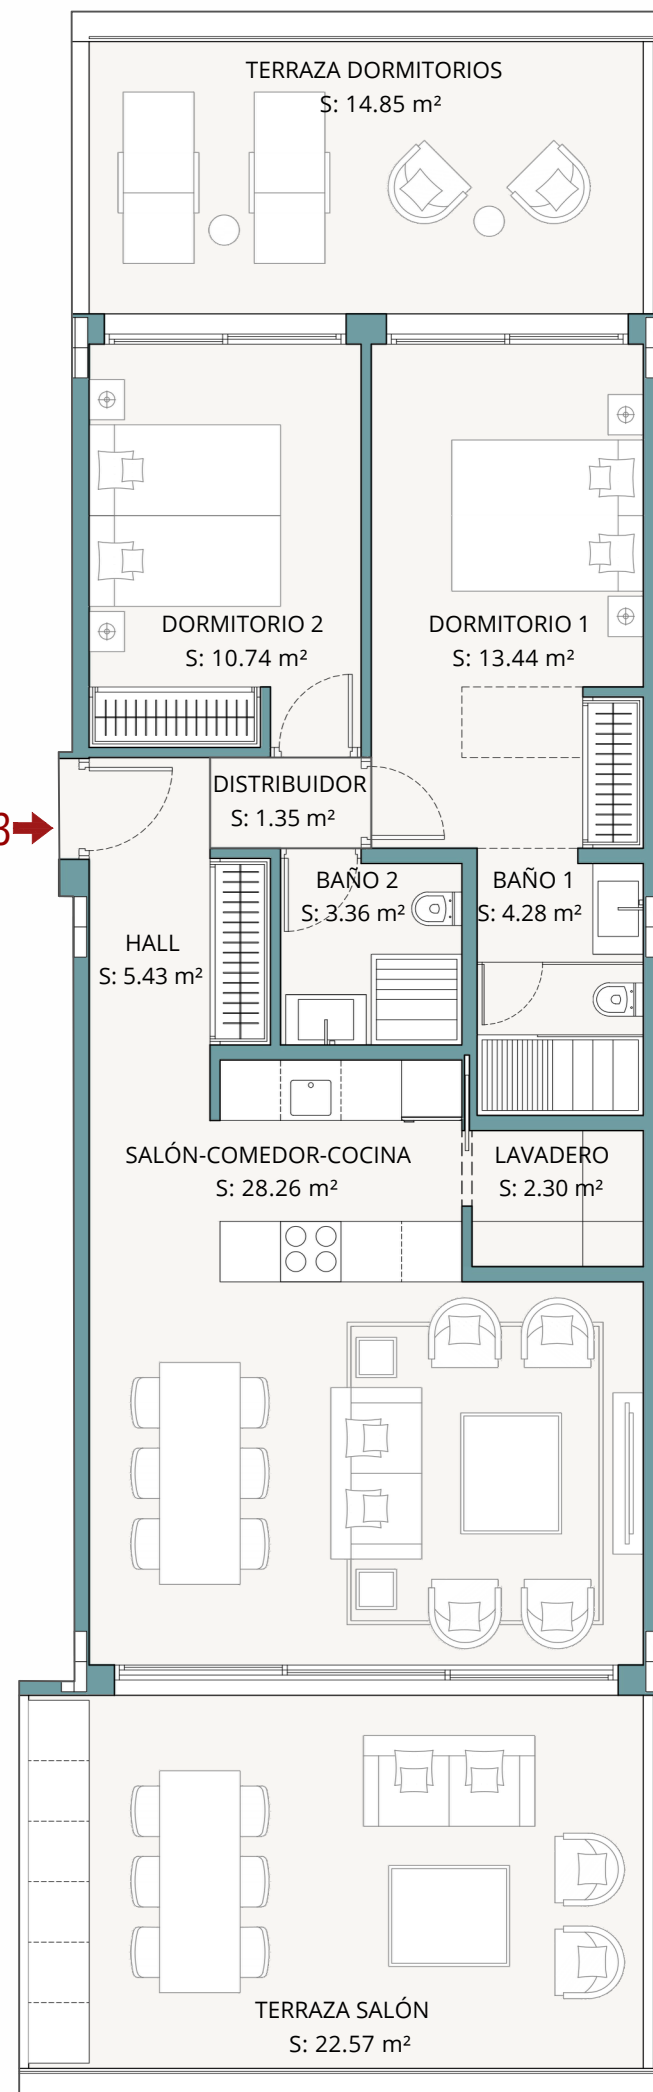 TERRAZA DORMITORIOS
S: 14.85 m²
DORMITORIO 2
S: 10.74 m²
DORMITORIO 1
S: 13.44 m²
DISTRIBUIDOR
S: 1.35 m²
3
BAÑO 2
S: 3.36 m²
BAÑO 1
S: 4.28 m²
HALL
S: 5.43 m²
SALÓN-COMEDOR-COCINA
S: 28.26 m²
LAVADERO
S: 2.30 m²
TERRAZA SALÓN
S: 22.57 m²